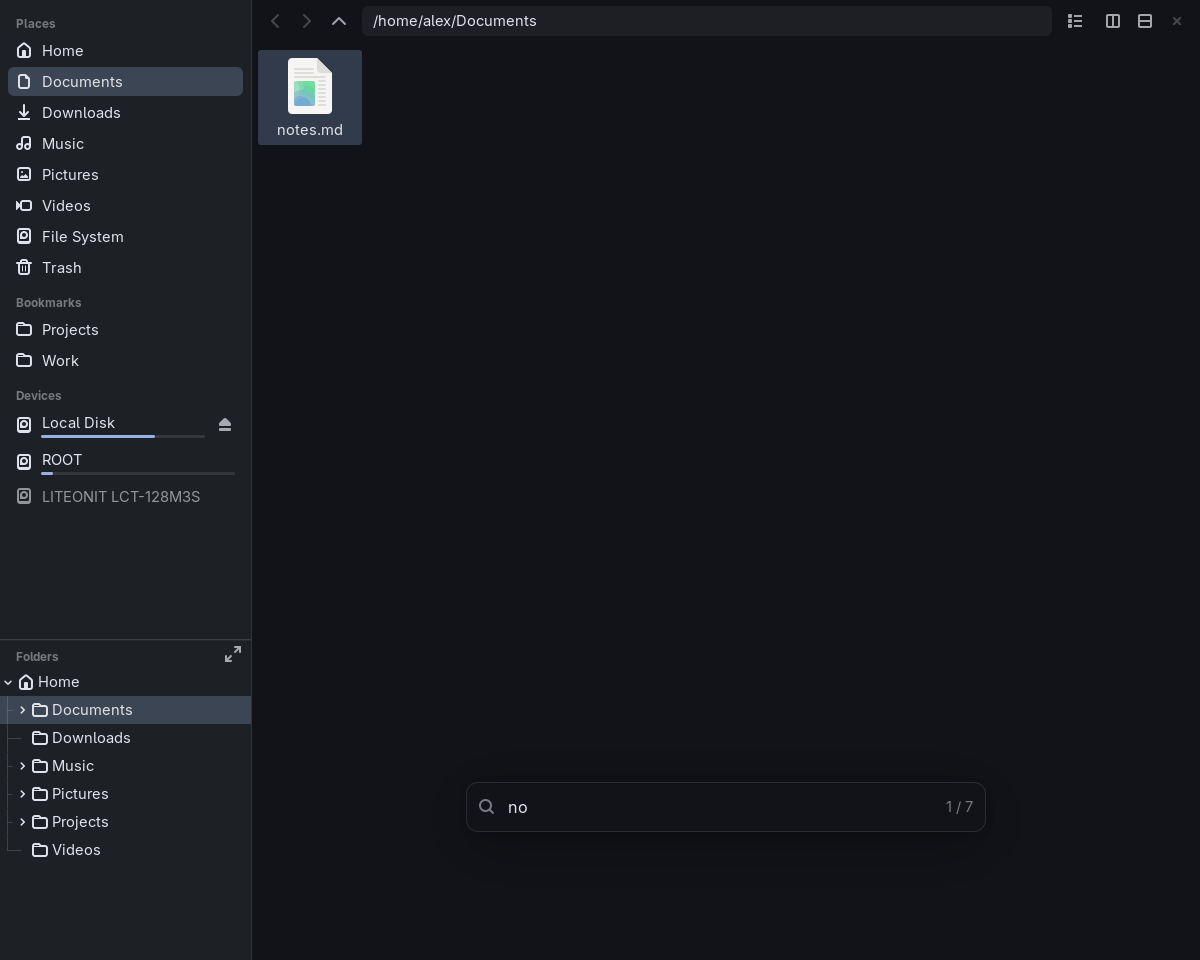 Places
Home
Documents
Downloads
Music
Pictures
Videos
File System
Trash
Bookmarks
Projects
Work
Devices
Local Disk
ROOT
LITEONIT LCT-128M3S
Folders
Home
Documents
Downloads
Music
Pictures
Projects
Videos
/home/alex/Documents
notes.md
no
1 / 7